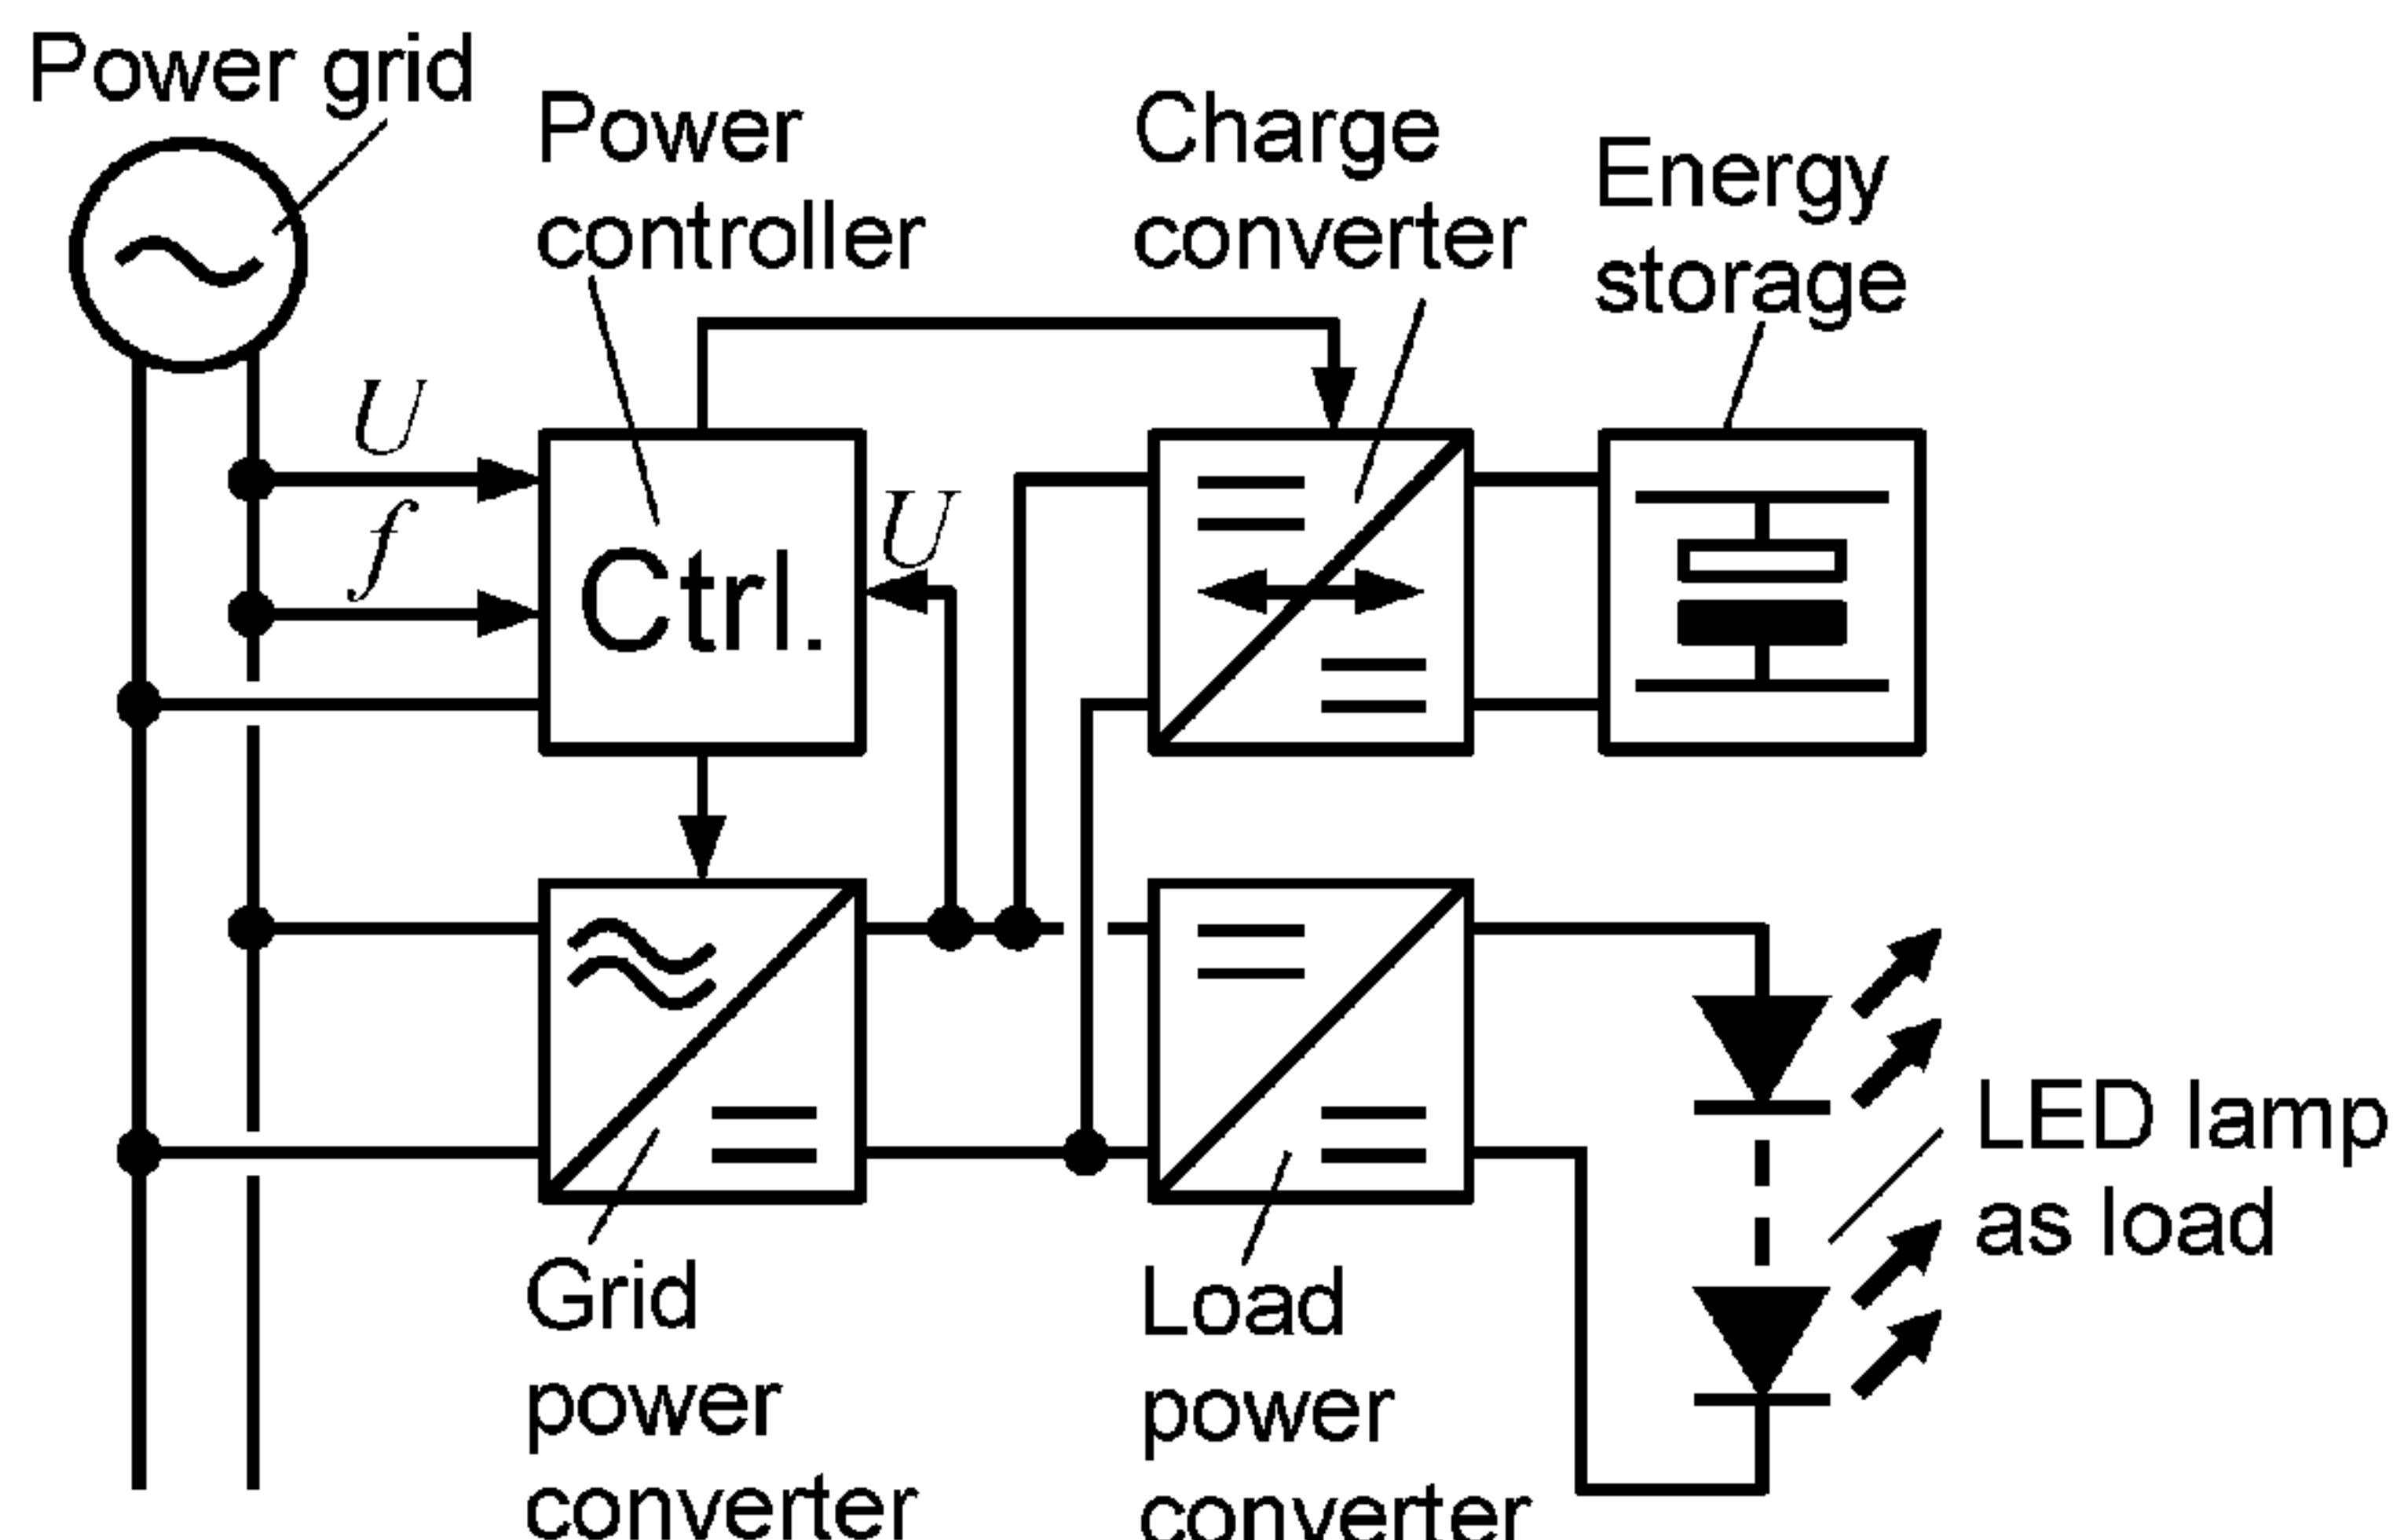 Power grid
Power
controller
Charge
converter
Energy
storage
U
f
U
Ctrl.
LED lamp
as load
Grid
power
converter
Load
power
converter